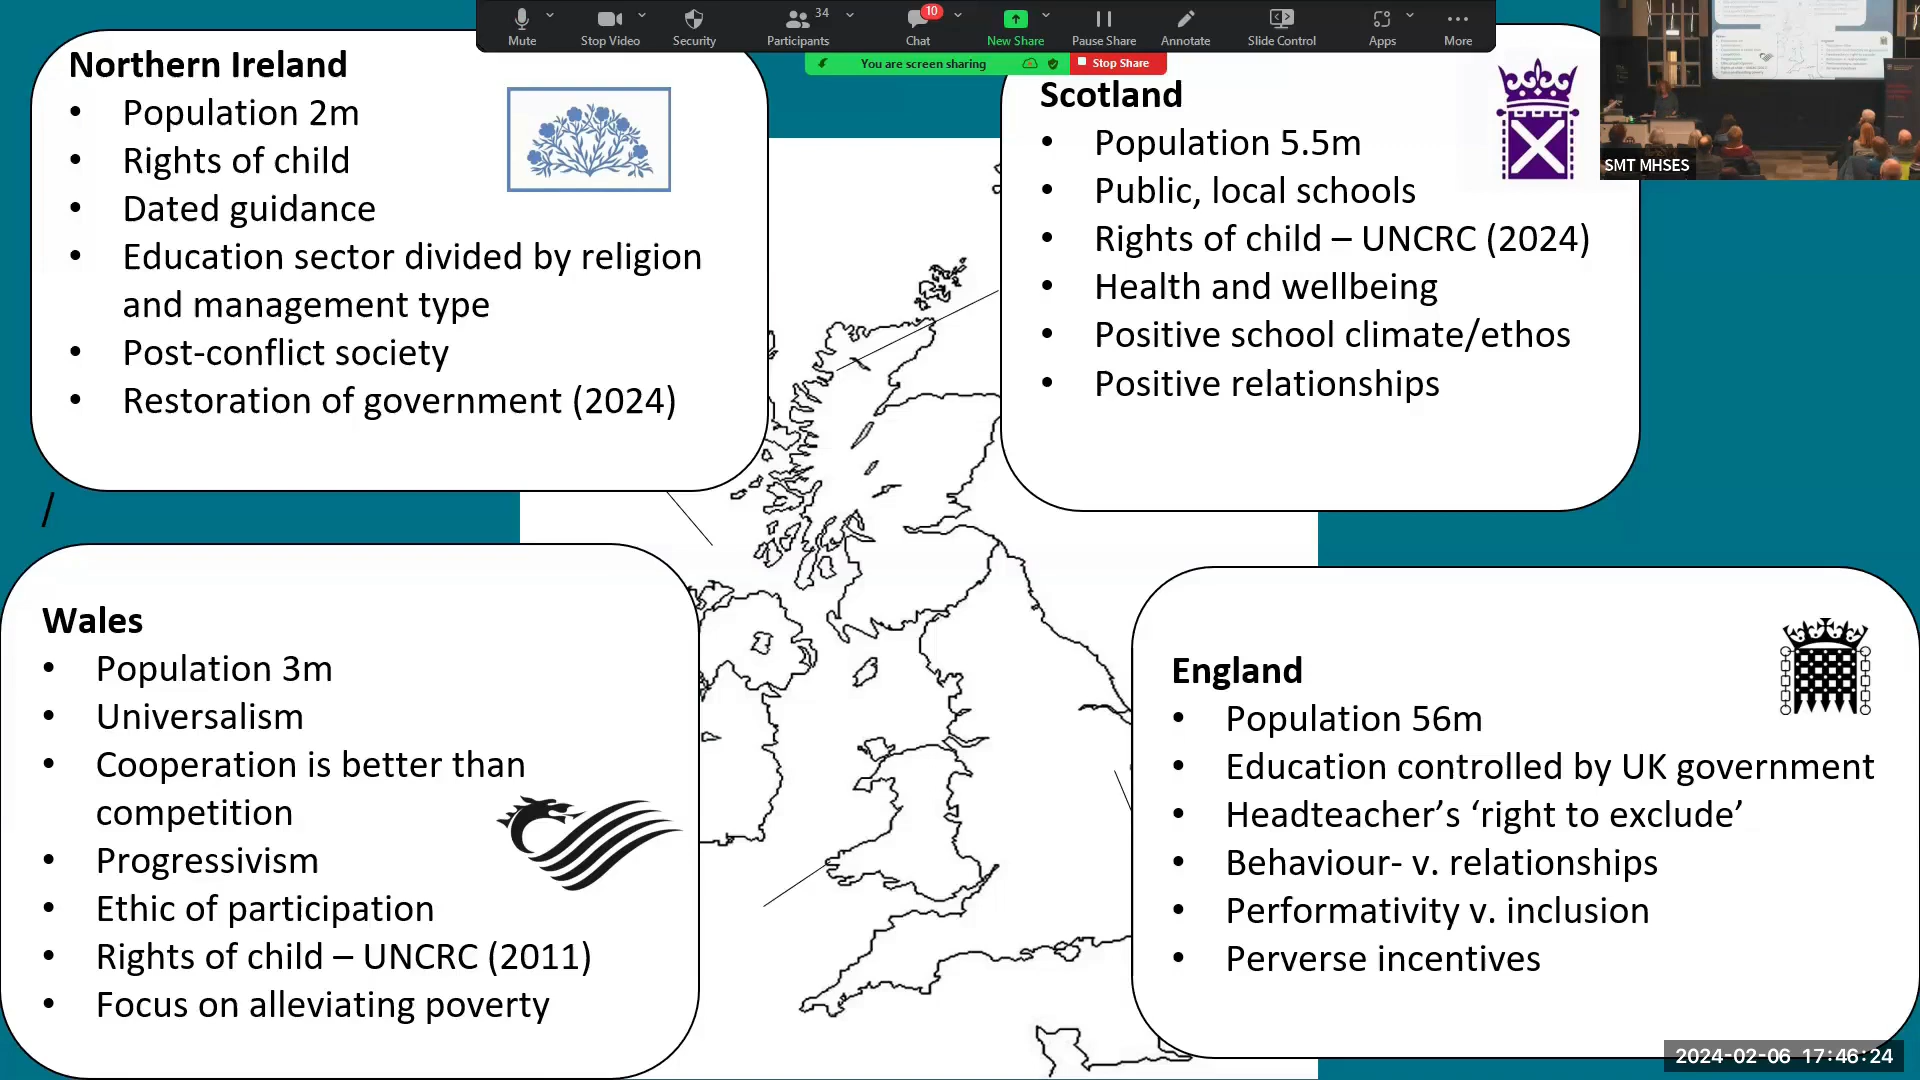 34
10
Mute
Stop Video
Security
Participants
Chat
New Share
Pause Share
Annotate
Slide Control
Apps
More
You are screen sharing
Stop Share
SMT MHSES
Northern Ireland
• Population 2m
• Rights of child
• Dated guidance
• Education sector divided by religion
and management type
• Post-conflict society
• Restoration of government (2024)
Scotland
• Population 5.5m
• Public, local schools
• Rights of child – UNCRC (2024)
• Health and wellbeing
• Positive school climate/ethos
• Positive relationships
/
Wales
• Population 3m
• Universalism
• Cooperation is better than
competition
• Progressivism
• Ethic of participation
• Rights of child – UNCRC (2011)
• Focus on alleviating poverty
England
• Population 56m
• Education controlled by UK government
• Headteacher’s ‘right to exclude’
• Behaviour- v. relationships
• Performativity v. inclusion
• Perverse incentives
2024-02-06 17:46:24